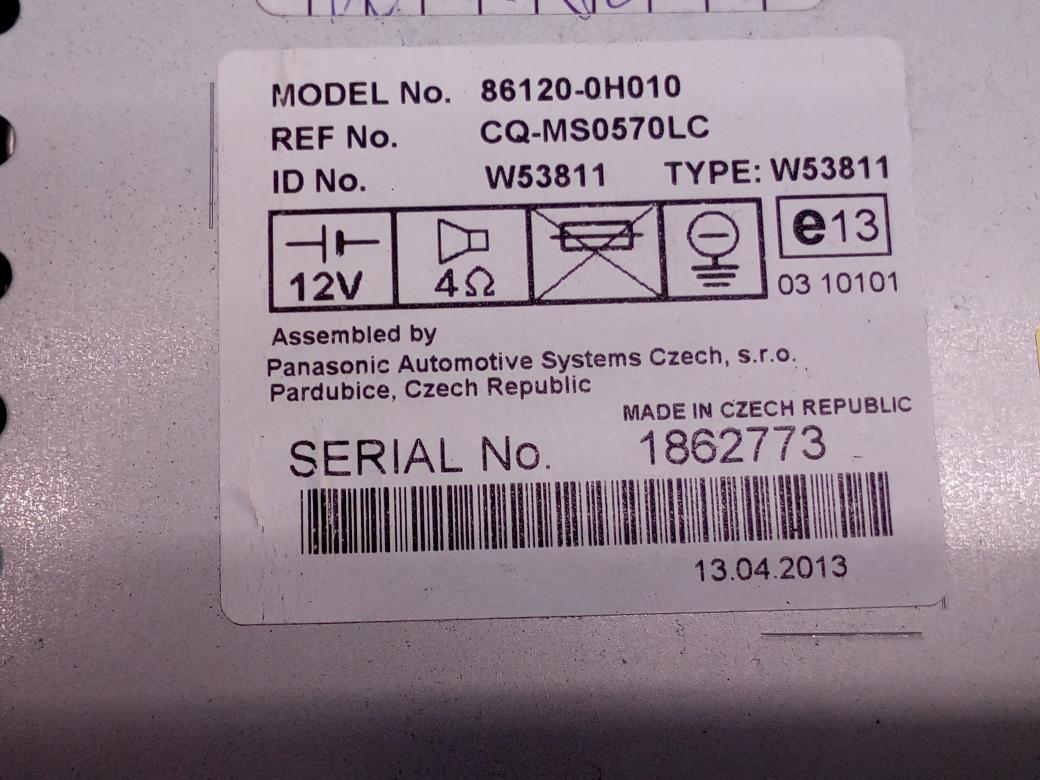 MODEL No. 86120-0H010
REF No. CQ-MS0570LC
ID No. W53811 TYPE: W53811
12V 4Ω e13
03 10101
Assembled by
Panasonic Automotive Systems Czech, s.r.o.
Pardubice, Czech Republic
MADE IN CZECH REPUBLIC
SERIAL No. 1862773
13.04.2013